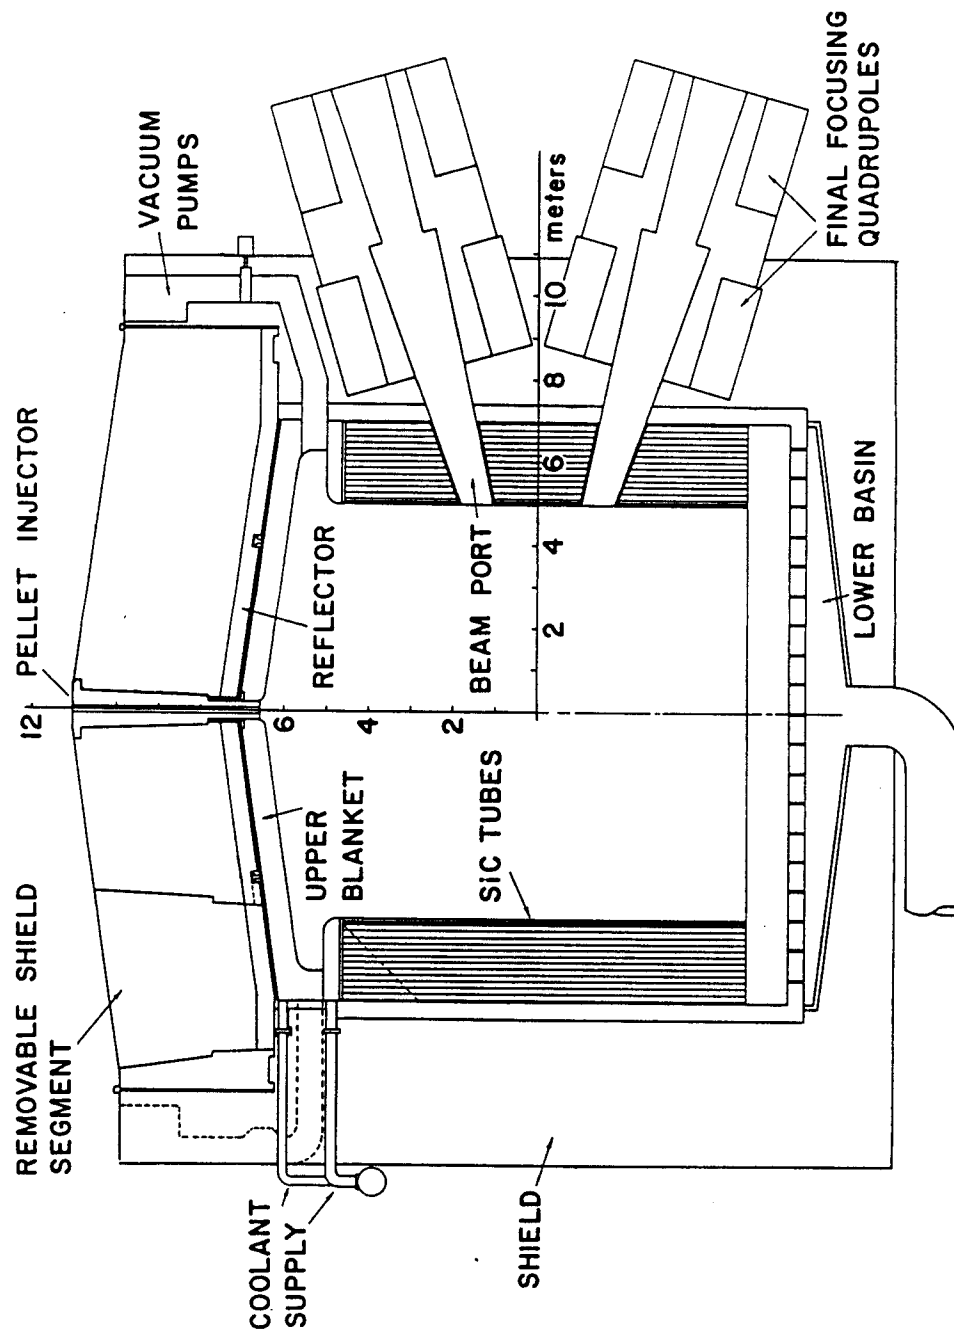 REMOVABLE SHIELD
SEGMENT
12
PELLET INJECTOR
VACUUM
PUMPS
COOLANT
SUPPLY
UPPER
BLANKET
REFLECTOR
6
4
2
SiC TUBES
BEAM PORT
2
4
6
8
10
meters
SHIELD
LOWER BASIN
FINAL FOCUSING
QUADRUPOLES